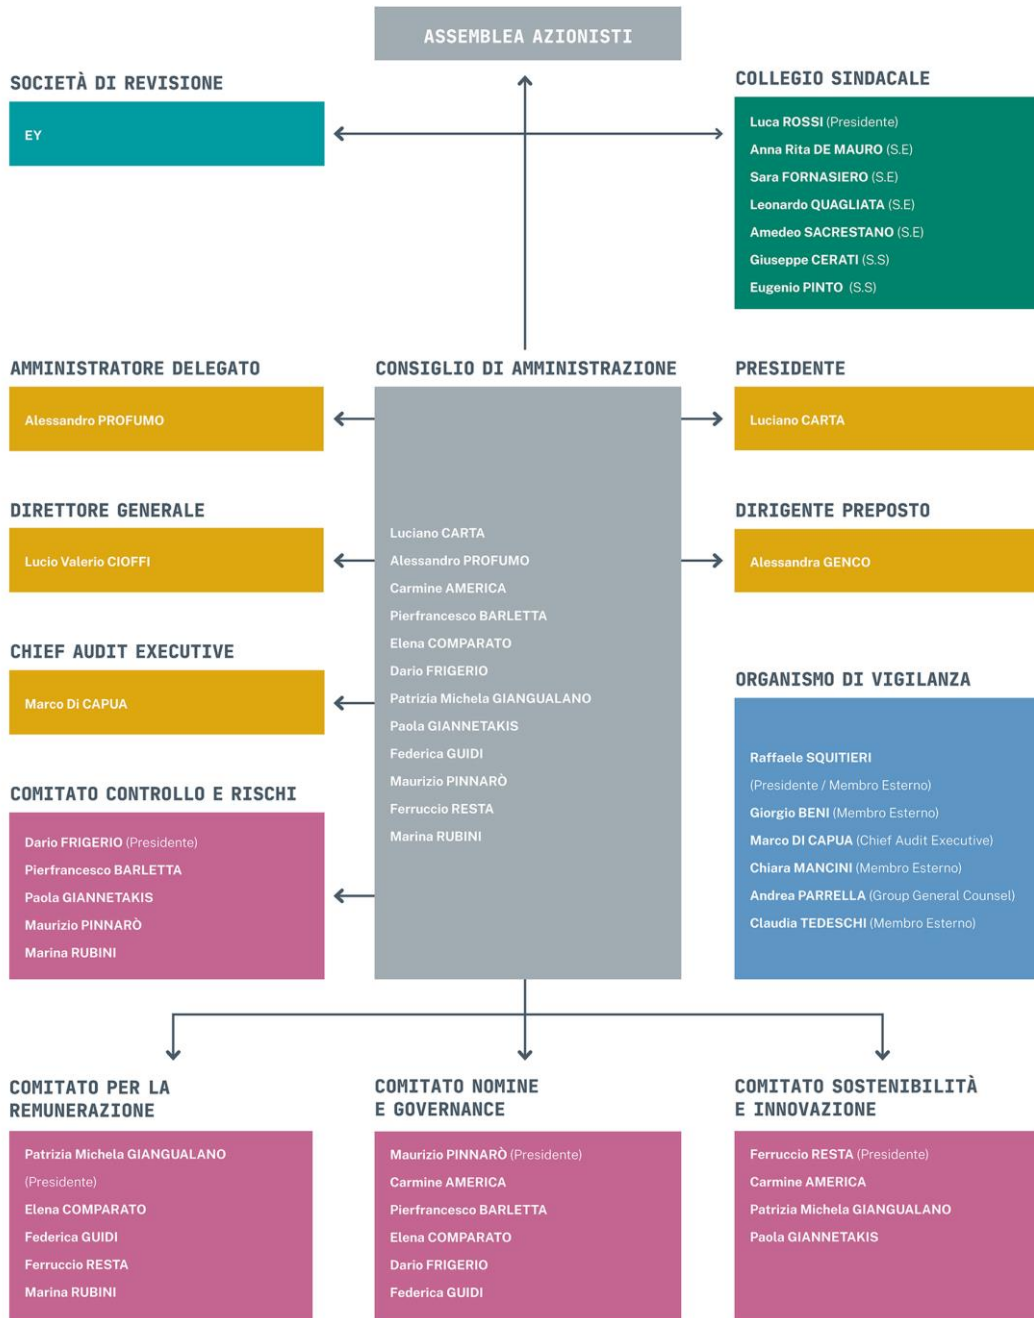 ASSEMBLEA AZIONISTI
SOCIETÀ DI REVISIONE
EY
COLLEGIO SINDACALE
Luca ROSSI (Presidente)
Anna Rita DE MAURO (S.E)
Sara FORNASIERO (S.E)
Leonardo QUAGLIATA (S.E)
Amedeo SACRESTANO (S.E)
Giuseppe CERATI (S.S)
Eugenio PINTO (S.S)
AMMINISTRATORE DELEGATO
Alessandro PROFUMO
CONSIGLIO DI AMMINISTRAZIONE
Luciano CARTA
Alessandro PROFUMO
Carmine AMERICA
Pierfrancesco BARLETTA
Elena COMPARATO
Dario FRIGERIO
Patrizia Michela GIANGUALANO
Paola GIANNETAKIS
Federica GUIDI
Maurizio PINNARÒ
Ferruccio RESTA
Marina RUBINI
PRESIDENTE
Luciano CARTA
DIRETTORE GENERALE
Lucio Valerio CIOFFI
DIRIGENTE PREPOSTO
Alessandra GENCO
CHIEF AUDIT EXECUTIVE
Marco Di CAPUA
ORGANISMO DI VIGILANZA
Raffaele SQUITIERI
(Presidente / Membro Esterno)
Giorgio BENI (Membro Esterno)
Marco DI CAPUA (Chief Audit Executive)
Chiara MANCINI (Membro Esterno)
Andrea PARRELLA (Group General Counsel)
Claudia TEDESCHI (Membro Esterno)
COMITATO CONTROLLO E RISCHI
Dario FRIGERIO (Presidente)
Pierfrancesco BARLETTA
Paola GIANNETAKIS
Maurizio PINNARÒ
Marina RUBINI
COMITATO PER LA
REMUNERAZIONE
Patrizia Michela GIANGUALANO
(Presidente)
Elena COMPARATO
Federica GUIDI
Ferruccio RESTA
Marina RUBINI
COMITATO NOMINE
E GOVERNANCE
Maurizio PINNARÒ (Presidente)
Carmine AMERICA
Pierfrancesco BARLETTA
Elena COMPARATO
Dario FRIGERIO
Federica GUIDI
COMITATO SOSTENIBILITÀ
E INNOVAZIONE
Ferruccio RESTA (Presidente)
Carmine AMERICA
Patrizia Michela GIANGUALANO
Paola GIANNETAKIS